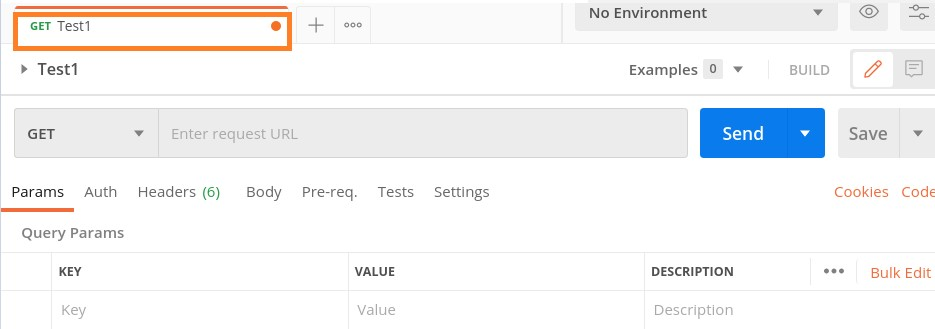 GET Test1 No Environment
Test1 Examples 0 BUILD
GET Enter request URL Send Save
Params Auth Headers (6) Body Pre-req. Tests Settings Cookies Code
Query Params
KEY VALUE DESCRIPTION Bulk Edit
Key Value Description